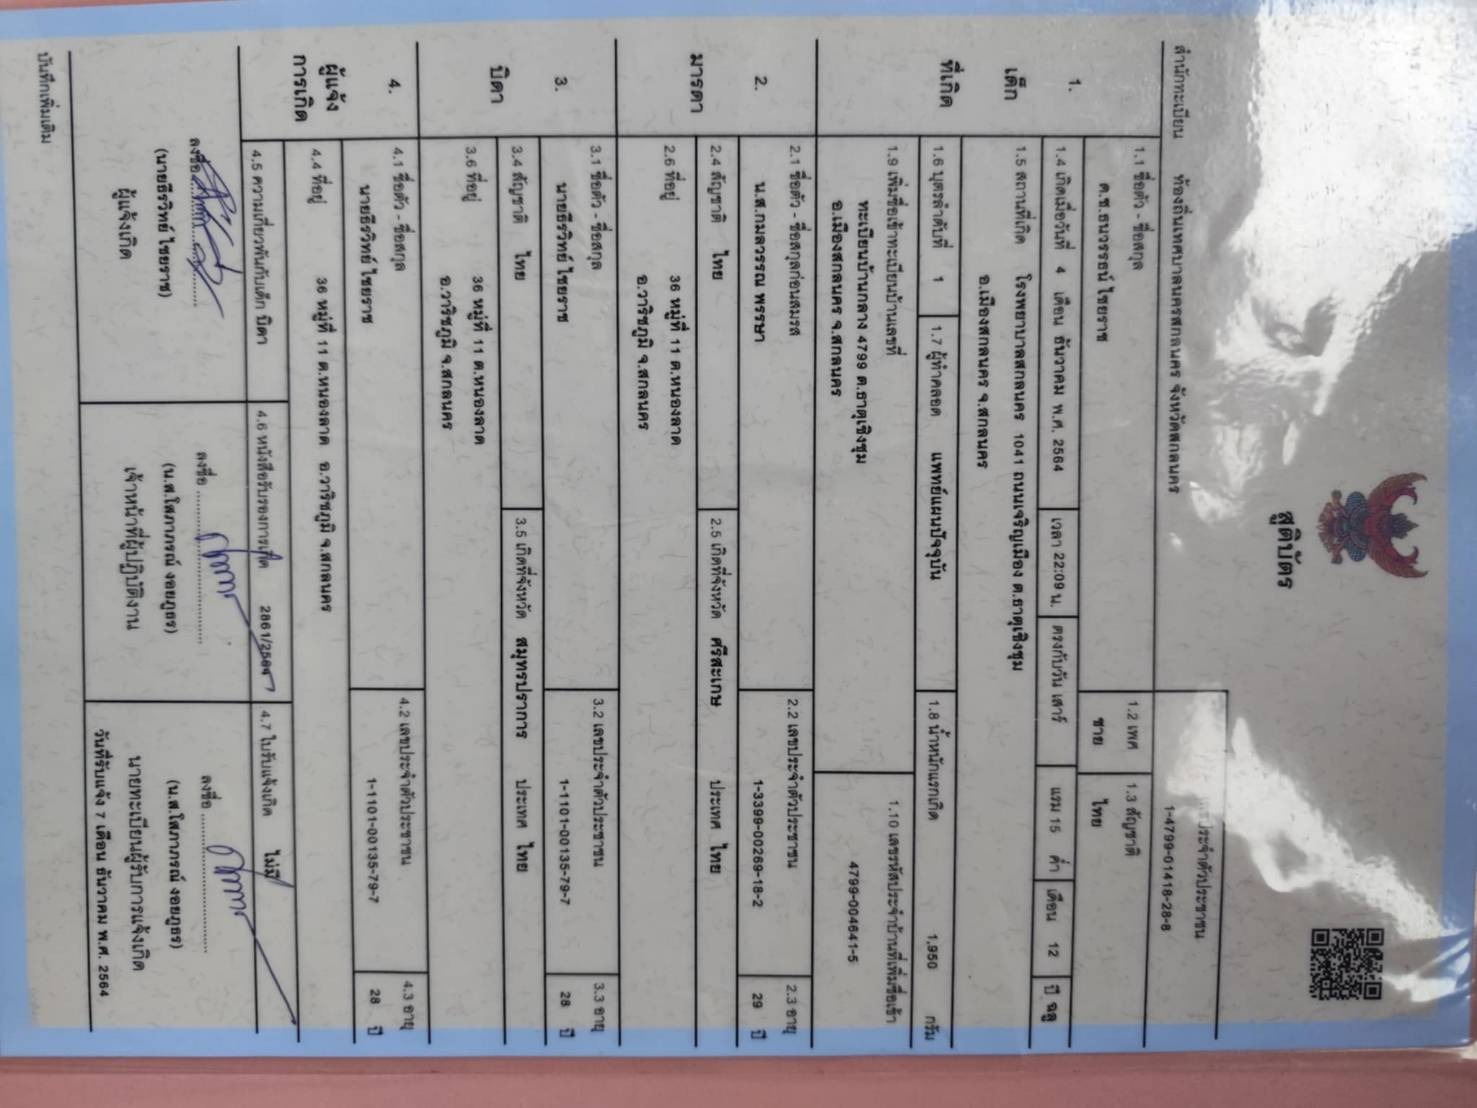 สูติบัตร
สำนักทะเบียน ท้องถิ่นเทศบาลนครสกลนคร จังหวัดสกลนคร
ประจำตัวประชาชน
1-4799-01418-28-8
1. เด็ก
1.1 ชื่อตัว - ชื่อสกุล
ด.ช.ธนวรรธน์ ไชยราช
1.2 เพศ
ชาย
1.3 สัญชาติ
ไทย
1.4 เกิดเมื่อวันที่ 4 เดือน ธันวาคม พ.ศ. 2564 เวลา 22:09 น. ตรงกับวัน เสาร์ แรม 15 ค่ำ เดือน 12 ปี ฉลู
ที่เกิด
1.5 สถานที่เกิด โรงพยาบาลสกลนคร 1041 ถนนเจริญเมือง ต.ธาตุเชิงชุม
อ.เมืองสกลนคร จ.สกลนคร
1.6 บุตรลำดับที่ 1 1.7 ผู้ทำคลอด แพทย์แผนปัจจุบัน 1.8 น้ำหนักแรกเกิด 1,950 กรัม
1.9 เพิ่มชื่อเข้าทะเบียนบ้านเลขที่
ทะเบียนบ้านกลาง 4799 ต.ธาตุเชิงชุม
อ.เมืองสกลนคร จ.สกลนคร
1.10 เลขรหัสประจำบ้านที่เพิ่มชื่อเข้า
4799-004641-5
2. มารดา
2.1 ชื่อตัว - ชื่อสกุลก่อนสมรส
น.ส.กมลวรรณ พรรษา
2.2 เลขประจำตัวประชาชน
1-3399-00269-18-2
2.3 อายุ
29 ปี
2.4 สัญชาติ ไทย 2.5 เกิดที่จังหวัด ศรีสะเกษ ประเทศ ไทย
2.6 ที่อยู่ 36 หมู่ที่ 11 ต.หนองลาด
อ.วาริชภูมิ จ.สกลนคร
3. บิดา
3.1 ชื่อตัว - ชื่อสกุล
นายธีรวิทย์ ไชยราช
3.2 เลขประจำตัวประชาชน
1-1101-00135-79-7
3.3 อายุ
28 ปี
3.4 สัญชาติ ไทย 3.5 เกิดที่จังหวัด สมุทรปราการ ประเทศ ไทย
3.6 ที่อยู่ 36 หมู่ที่ 11 ต.หนองลาด
อ.วาริชภูมิ จ.สกลนคร
4. ผู้แจ้งการเกิด
4.1 ชื่อตัว - ชื่อสกุล
นายธีรวิทย์ ไชยราช
4.2 เลขประจำตัวประชาชน
1-1101-00135-79-7
4.3 อายุ
28 ปี
4.4 ที่อยู่ 36 หมู่ที่ 11 ต.หนองลาด อ.วาริชภูมิ จ.สกลนคร
4.5 ความเกี่ยวพันกับเด็ก บิดา 4.6 หนังสือรับรองการเกิด 2861/2564 4.7 ใบรับแจ้งเกิด ไม่มี
ลงชื่อ
(นายธีรวิทย์ ไชยราช)
ผู้แจ้งเกิด
ลงชื่อ
(น.ส.โสภาภรณ์ งอยภูธร)
เจ้าหน้าที่ผู้ปฏิบัติงาน
ลงชื่อ
(น.ส.โสภาภรณ์ งอยภูธร)
นายทะเบียนผู้รับการแจ้งเกิด
วันที่รับแจ้ง 7 เดือน ธันวาคม พ.ศ. 2564
บันทึกเพิ่มเติม